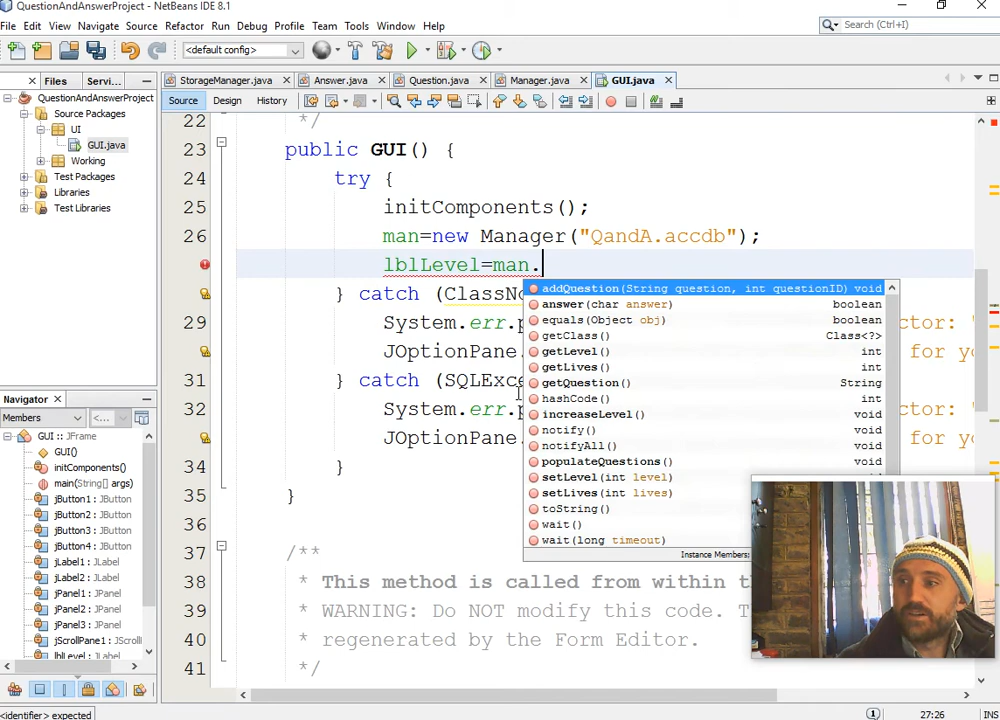 QuestionAndAnswerProject - NetBeans IDE 8.1
File Edit View Navigate Source Refactor Run Debug Profile Team Tools Window Help
Search (Ctrl+I)
<default config>
Files Servi...
StorageManager.java Answer.java Question.java Manager.java GUI.java
Source Design History
QuestionAndAnswerProject
Source Packages
UI
GUI.java
Working
Test Packages
Libraries
Test Libraries
22 */
23 public GUI() {
24 try {
25 initComponents();
26 man=new Manager("QandA.accdb");
lblLevel=man.
} catch (ClassNo
29 System.err.p ctor: "
JOptionPane. for yo
31 } catch (SQLExce
32 System.err.p ctor: "
JOptionPane. for yo
34 }
35 }
36
37 /**
38 * This method is called from within t
39 * WARNING: Do NOT modify this code. T
40 * regenerated by the Form Editor.
41 */
addQuestion(String question, int questionID) void
answer(char answer) boolean
equals(Object obj) boolean
getClass() Class<?>
getLevel() int
getLives() int
getQuestion() String
hashCode() int
increaseLevel() void
notify() void
notifyAll() void
populateQuestions() void
setLevel(int level) void
setLives(int lives)
toString()
wait()
wait(long timeout)
Instance Members;
Navigator
Members <...
GUI :: JFrame
GUI()
initComponents()
main(String[] args)
jButton1 : JButton
jButton2 : JButton
jButton3 : JButton
jButton4 : JButton
jLabel1 : JLabel
jLabel2 : JLabel
jPanel1 : JPanel
jPanel2 : JPanel
jPanel3 : JPanel
jScrollPane1 : JScroll
lblLevel : JLabel
<identifier> expected
1 27:26 INS